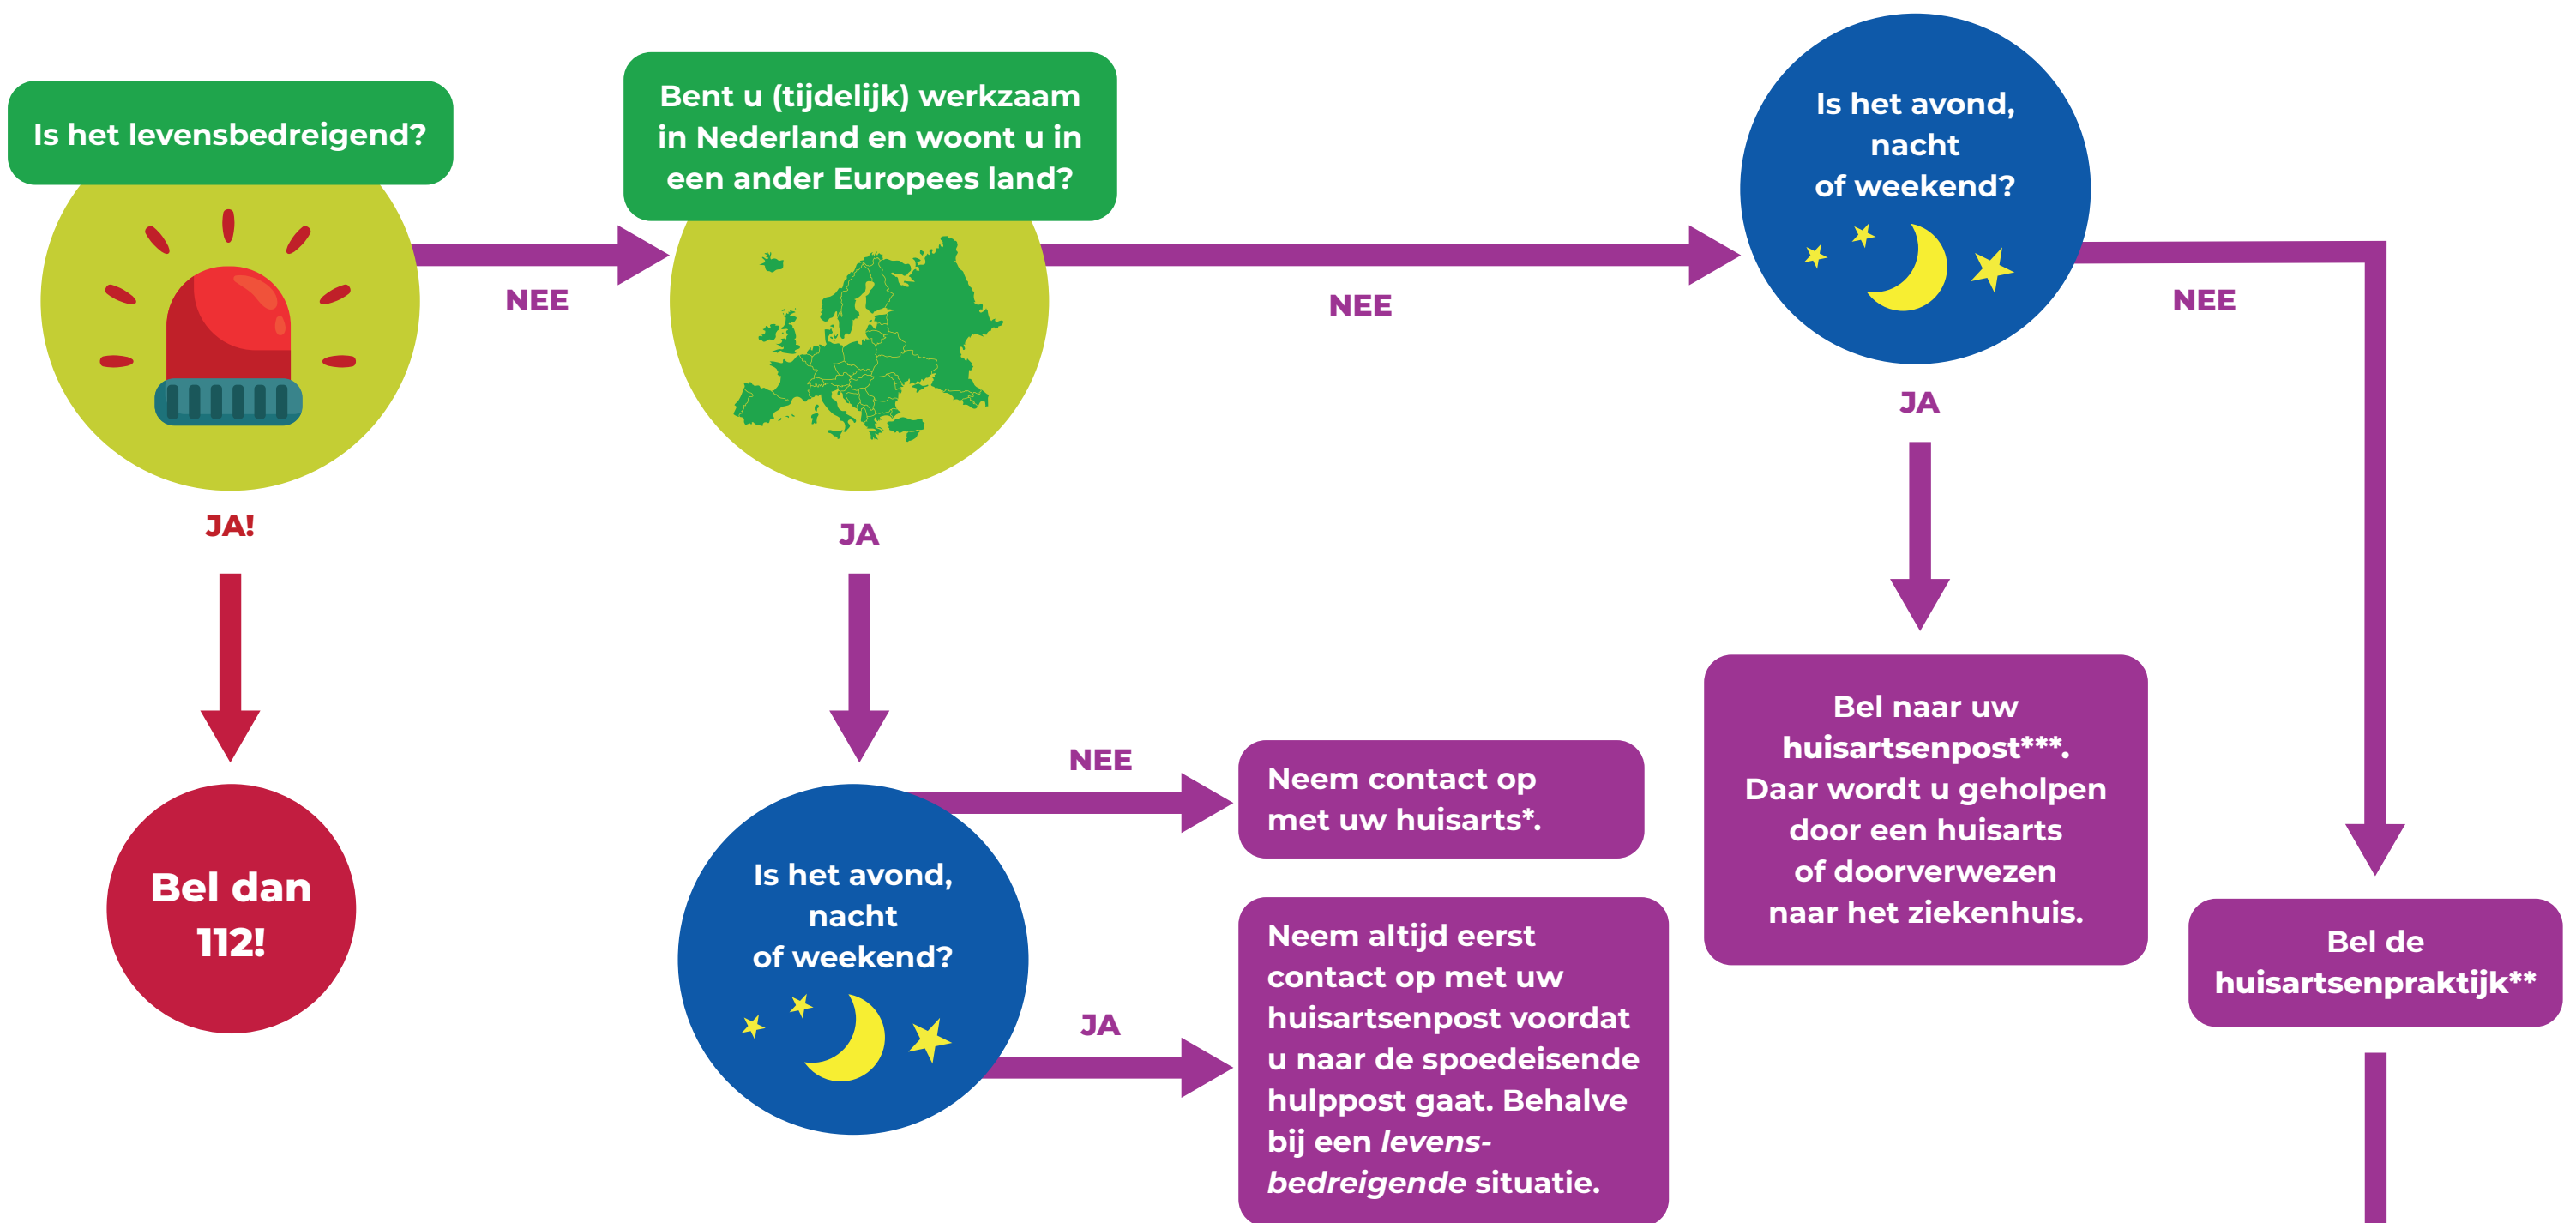 Is het levensbedreigend?
NEE
JA!
Bel dan
112!
Bent u (tijdelijk) werkzaam
in Nederland en woont u in
een ander Europees land?
NEE
JA
Is het avond,
nacht
of weekend?
NEE
Neem contact op
met uw huisarts*.
JA
Neem altijd eerst
contact op met uw
huisartsenpost voordat
u naar de spoedeisende
hulppost gaat. Behalve
bij een levens-
bedreigende situatie.
Is het avond,
nacht
of weekend?
NEE
JA
Bel naar uw
huisartsenpost***.
Daar wordt u geholpen
door een huisarts
of doorverwezen
naar het ziekenhuis.
Bel de
huisartsenpraktijk**